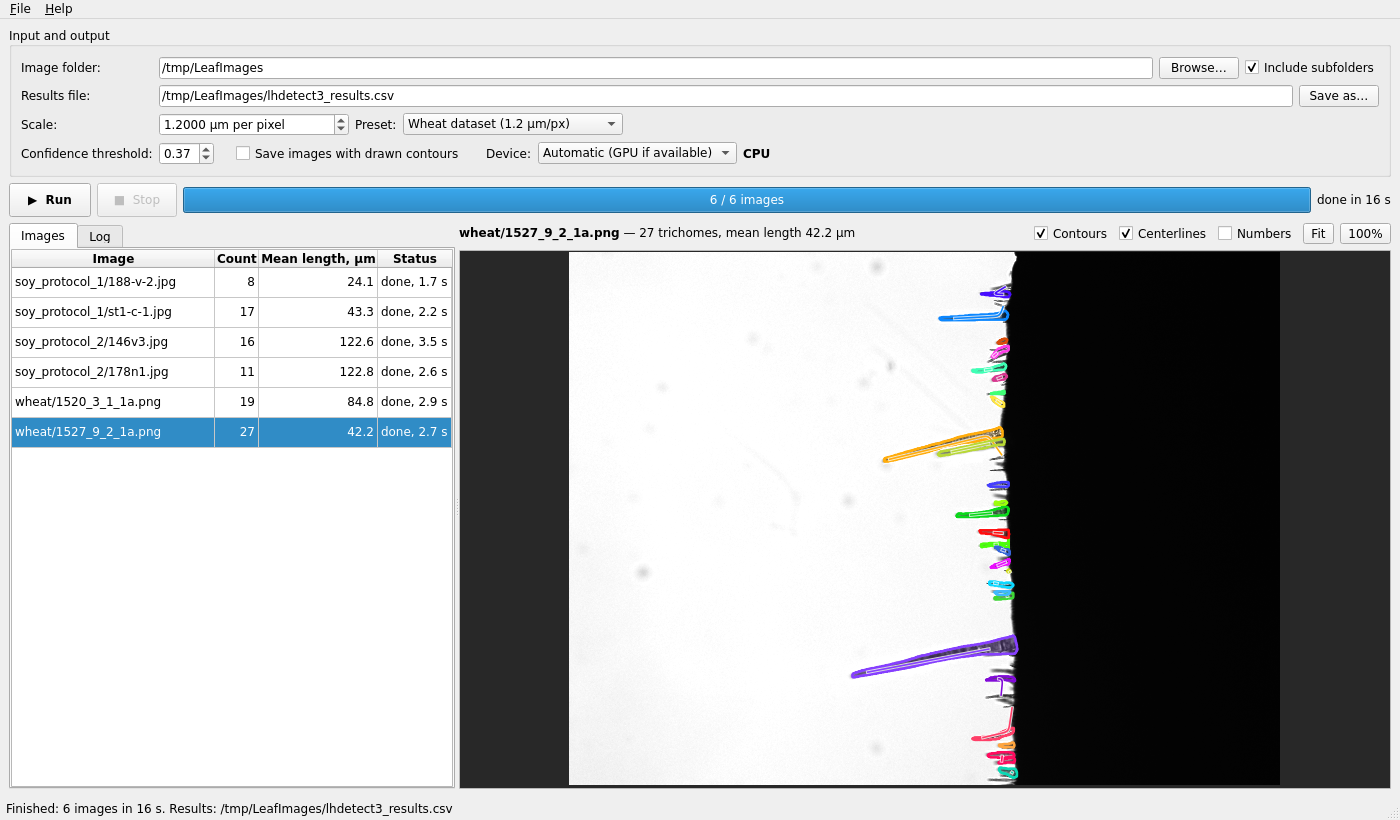 File Help
Input and output
Image folder: /tmp/LeafImages Browse... Include subfolders
Results file: /tmp/LeafImages/lhdetect3_results.csv Save as...
Scale: 1.2000 µm per pixel Preset: Wheat dataset (1.2 µm/px)
Confidence threshold: 0.37 Save images with drawn contours Device: Automatic (GPU if available) CPU
Run Stop 6 / 6 images done in 16 s
Images Log wheat/1527_9_2_1a.png — 27 trichomes, mean length 42.2 µm Contours Centerlines Numbers Fit 100%
Image Count Mean length, µm Status
soy_protocol_1/188-v-2.jpg 8 24.1 done, 1.7 s
soy_protocol_1/st1-c-1.jpg 17 43.3 done, 2.2 s
soy_protocol_2/146v3.jpg 16 122.6 done, 3.5 s
soy_protocol_2/178n1.jpg 11 122.8 done, 2.6 s
wheat/1520_3_1_1a.png 19 84.8 done, 2.9 s
wheat/1527_9_2_1a.png 27 42.2 done, 2.7 s
Finished: 6 images in 16 s. Results: /tmp/LeafImages/lhdetect3_results.csv